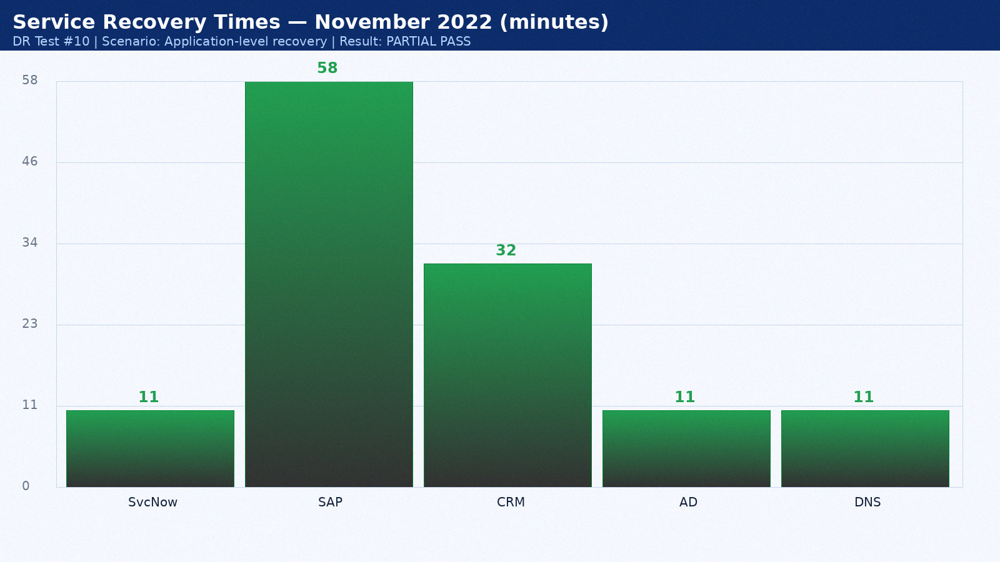 Service Recovery Times — November 2022 (minutes)
DR Test #10 | Scenario: Application-level recovery | Result: PARTIAL PASS
58
46
34
23
11
0
11
58
32
11
11
SvcNow
SAP
CRM
AD
DNS